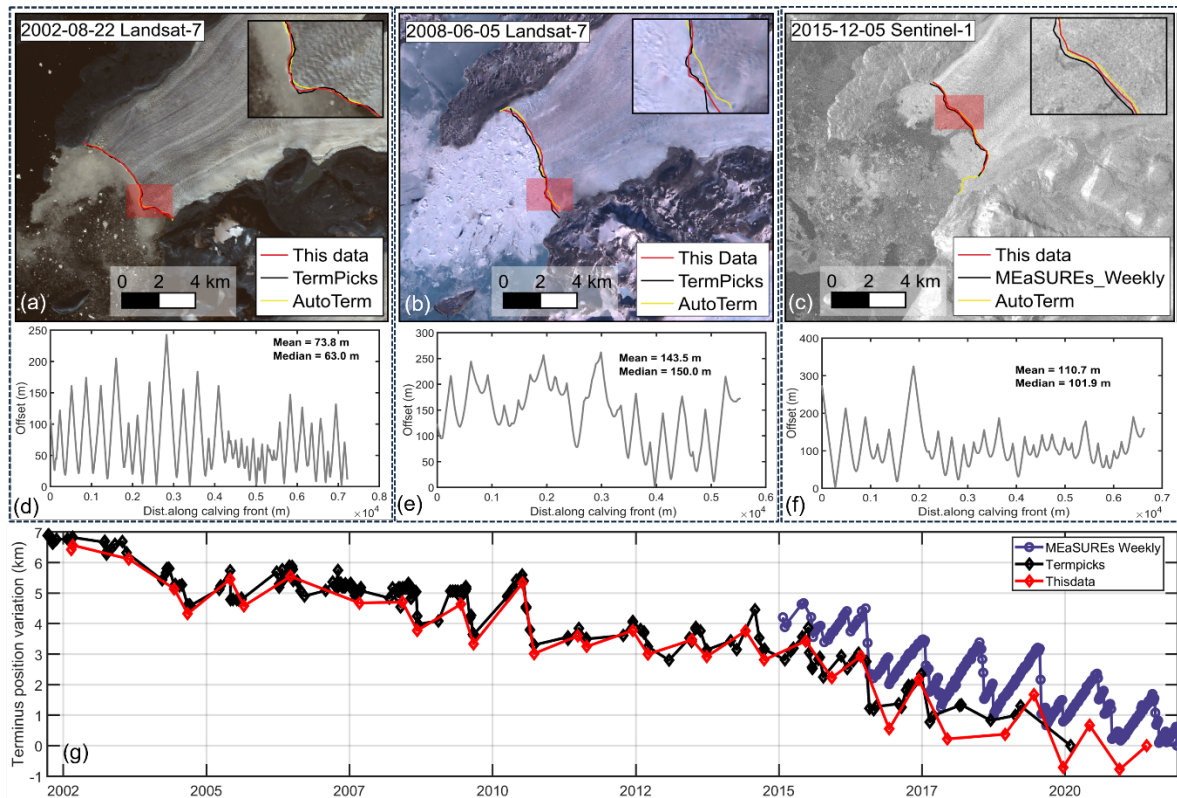 2002-08-22 Landsat-7
This data
TermPicks
AutoTerm
0 2 4 km
(a)
2008-06-05 Landsat-7
This Data
TermPicks
AutoTerm
0 2 4 km
(b)
2015-12-05 Sentinel-1
This data
MEaSUREs_Weekly
AutoTerm
0 2 4 km
(c)
250
200
150
100
50
0
Offset (m)
Mean = 73.8 m
Median = 63.0 m
0 0.1 0.2 0.3 0.4 0.5 0.6 0.7 0.8
×10⁴
Dist.along calving front (m)
(d)
300
250
200
150
100
50
0
Offset (m)
Mean = 143.5 m
Median = 150.0 m
0 0.1 0.2 0.3 0.4 0.5 0.6
×10⁴
Dist.along calving front (m)
(e)
400
300
200
100
0
Offset (m)
Mean = 110.7 m
Median = 101.9 m
0 0.1 0.2 0.3 0.4 0.5 0.6 0.7
×10⁴
Dist.along calving front (m)
(f)
7
6
5
4
3
2
1
0
-1
Terminus position variation (km)
MEaSUREs Weekly
Termpicks
Thisdata
(g)
2002 2005 2007 2010 2012 2015 2017 2020